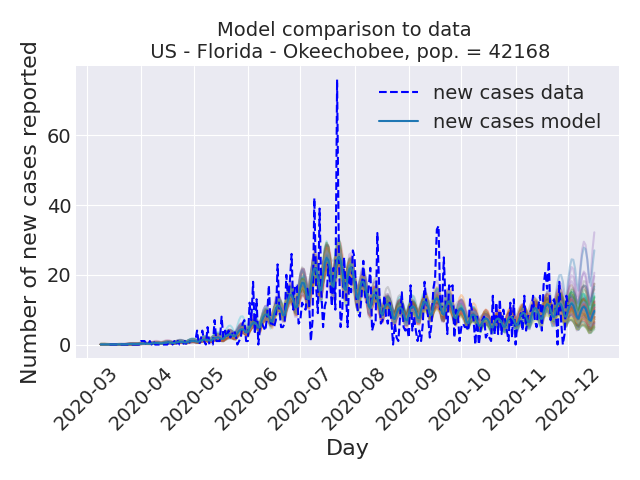 Model comparison to data
US - Florida - Okeechobee, pop. = 42168
Number of new cases reported
60
40
20
0
new cases data
new cases model
2020-03
2020-04
2020-05
2020-06
2020-07
2020-08
2020-09
2020-10
2020-11
2020-12
Day